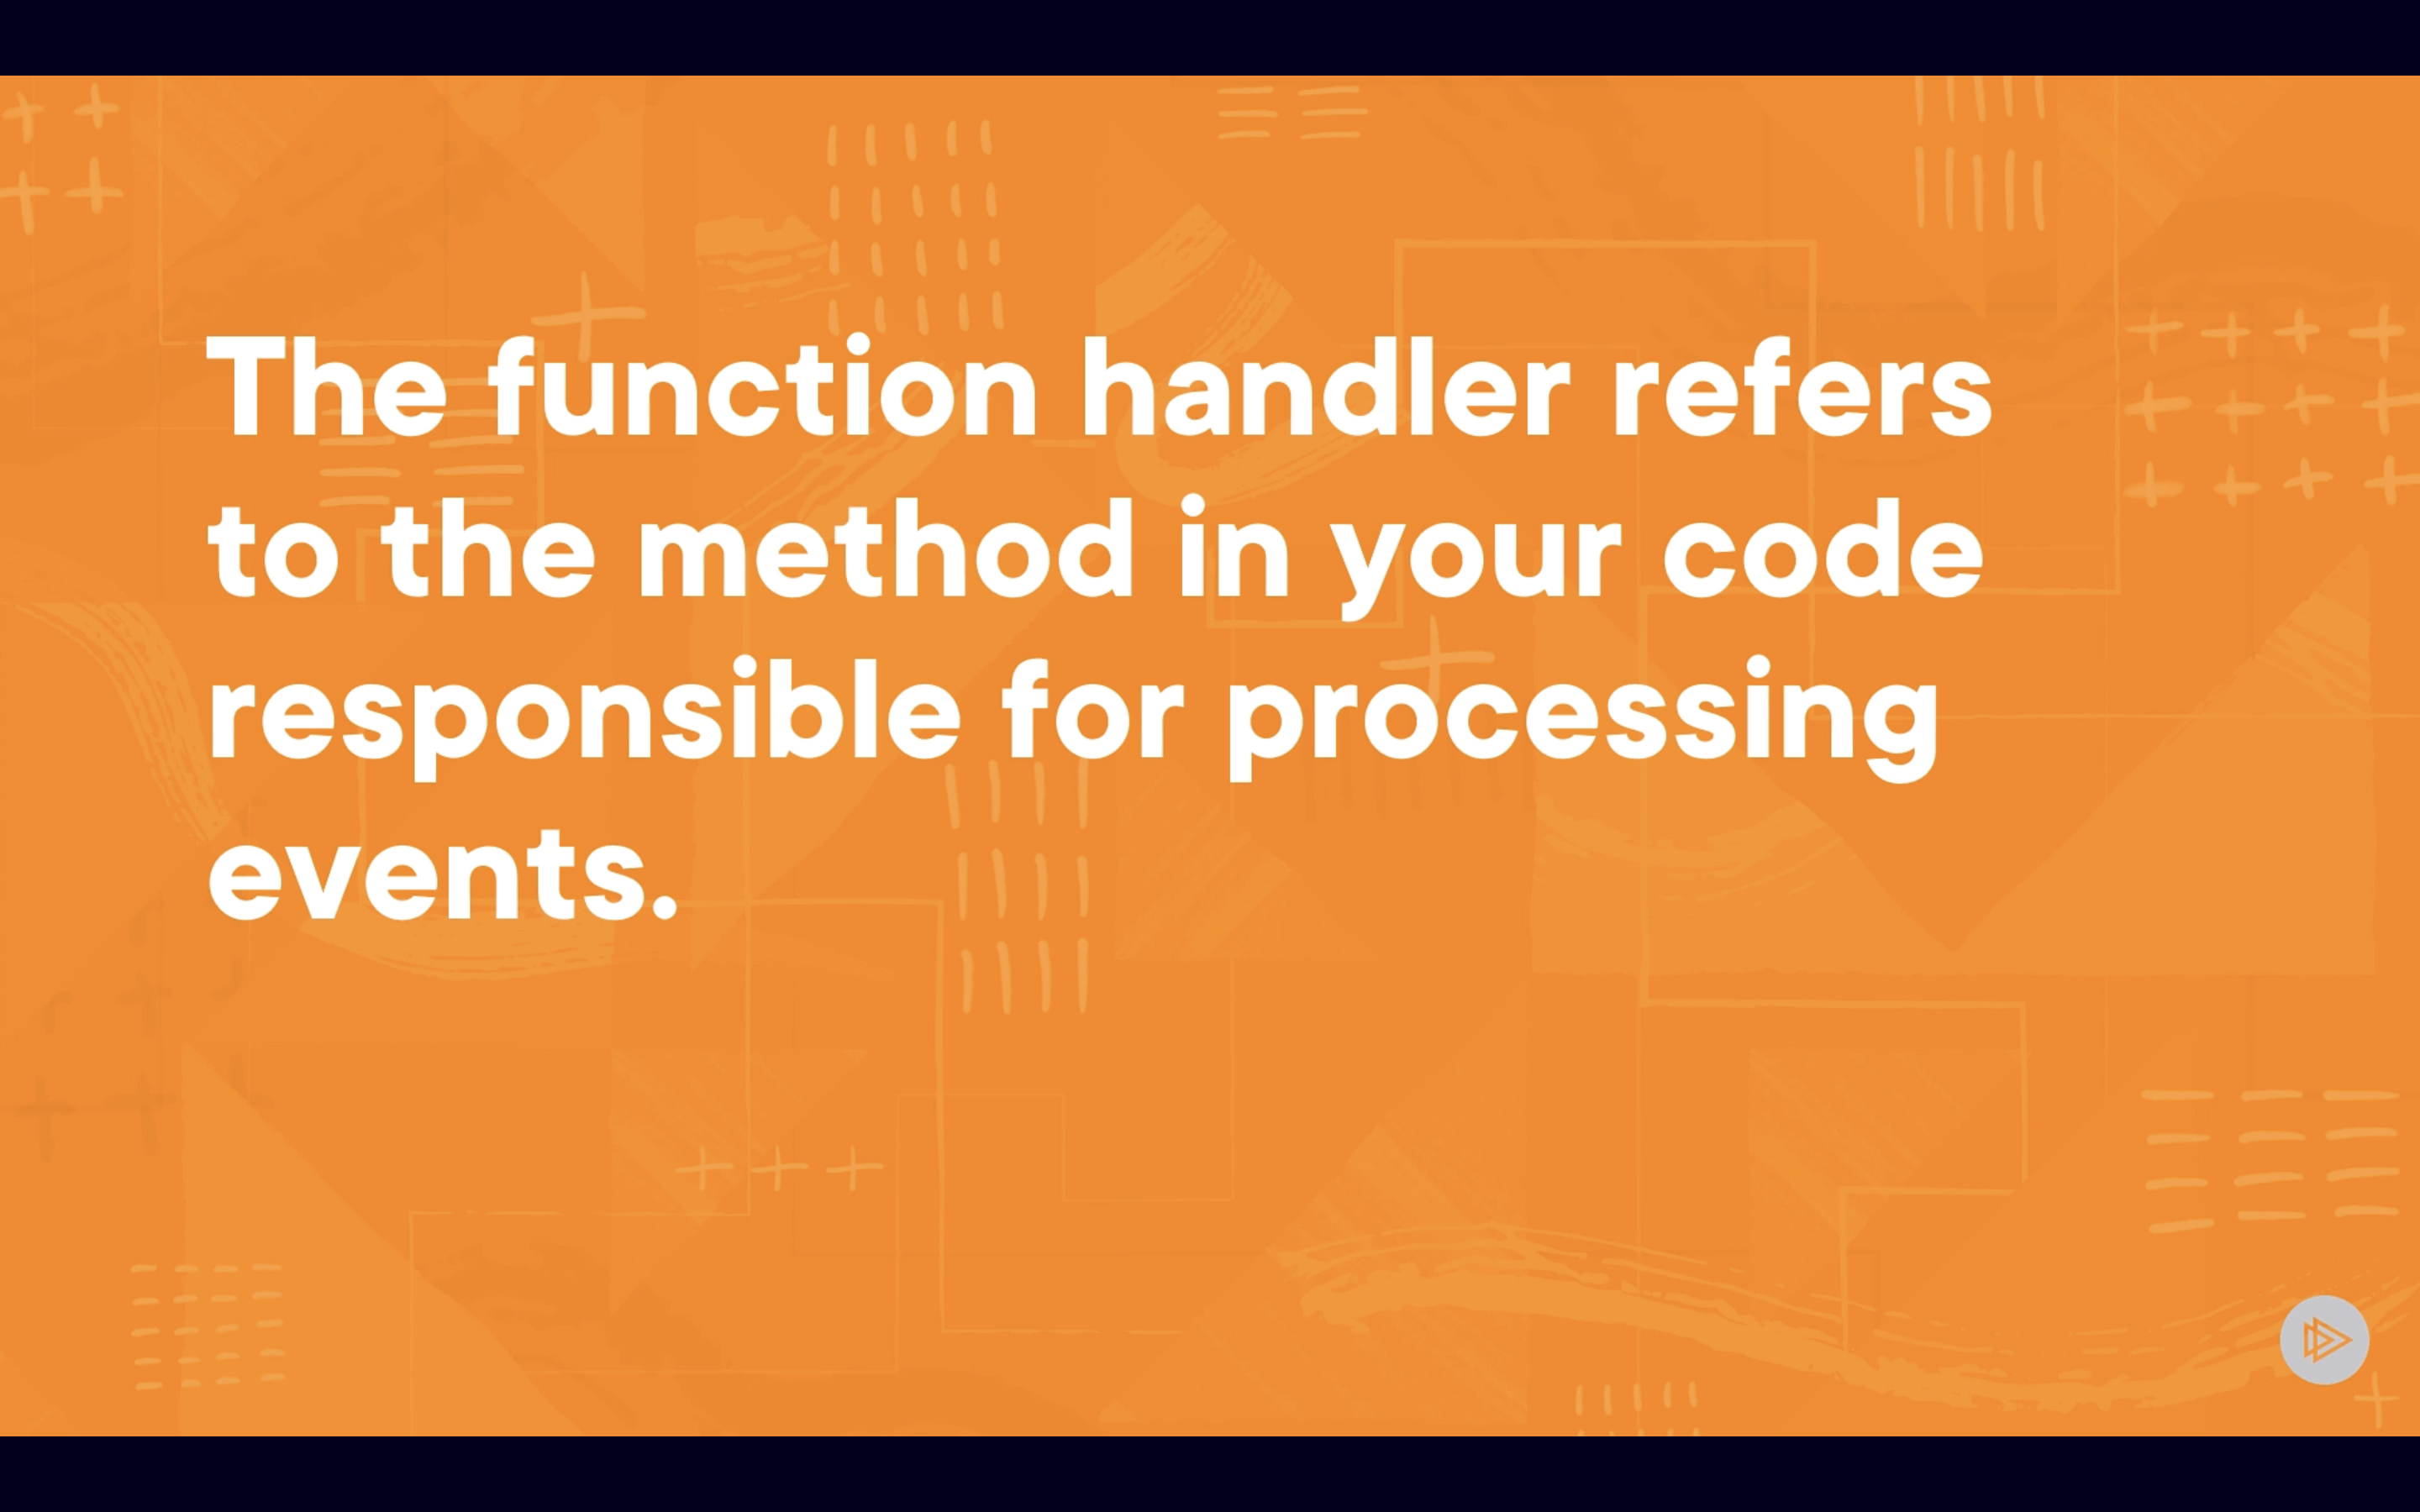 The function handler refers
to the method in your code
responsible for processing
events.